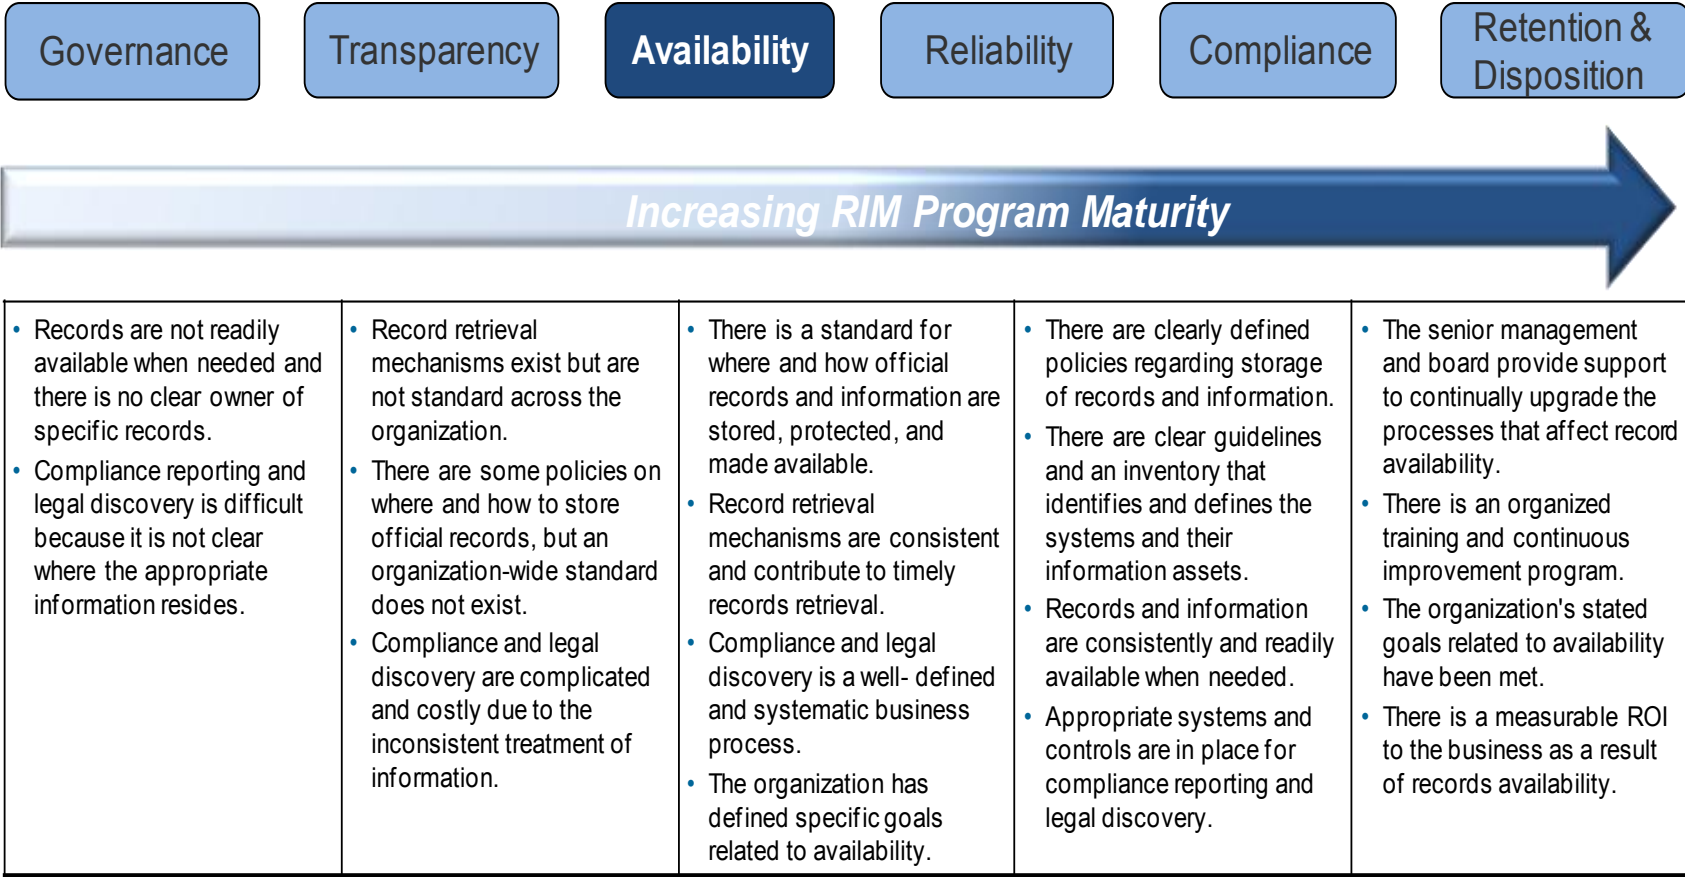 Governance
Transparency
Availability
Reliability
Compliance
Retention &
Disposition
Increasing RIM Program Maturity
• Records are not readily
available when needed and
there is no clear owner of
specific records.
• Compliance reporting and
legal discovery is difficult
because it is not clear
where the appropriate
information resides.
• Record retrieval
mechanisms exist but are
not standard across the
organization.
• There are some policies on
where and how to store
official records, but an
organization-wide standard
does not exist.
• Compliance and legal
discovery are complicated
and costly due to the
inconsistent treatment of
information.
• There is a standard for
where and how official
records and information are
stored, protected, and
made available.
• Record retrieval
mechanisms are consistent
and contribute to timely
records retrieval.
• Compliance and legal
discovery is a well- defined
and systematic business
process.
• The organization has
defined specific goals
related to availability.
• There are clearly defined
policies regarding storage
of records and information.
• There are clear guidelines
and an inventory that
identifies and defines the
systems and their
information assets.
• Records and information
are consistently and readily
available when needed.
• Appropriate systems and
controls are in place for
compliance reporting and
legal discovery.
• The senior management
and board provide support
to continually upgrade the
processes that affect record
availability.
• There is an organized
training and continuous
improvement program.
• The organization's stated
goals related to availability
have been met.
• There is a measurable ROI
to the business as a result
of records availability.